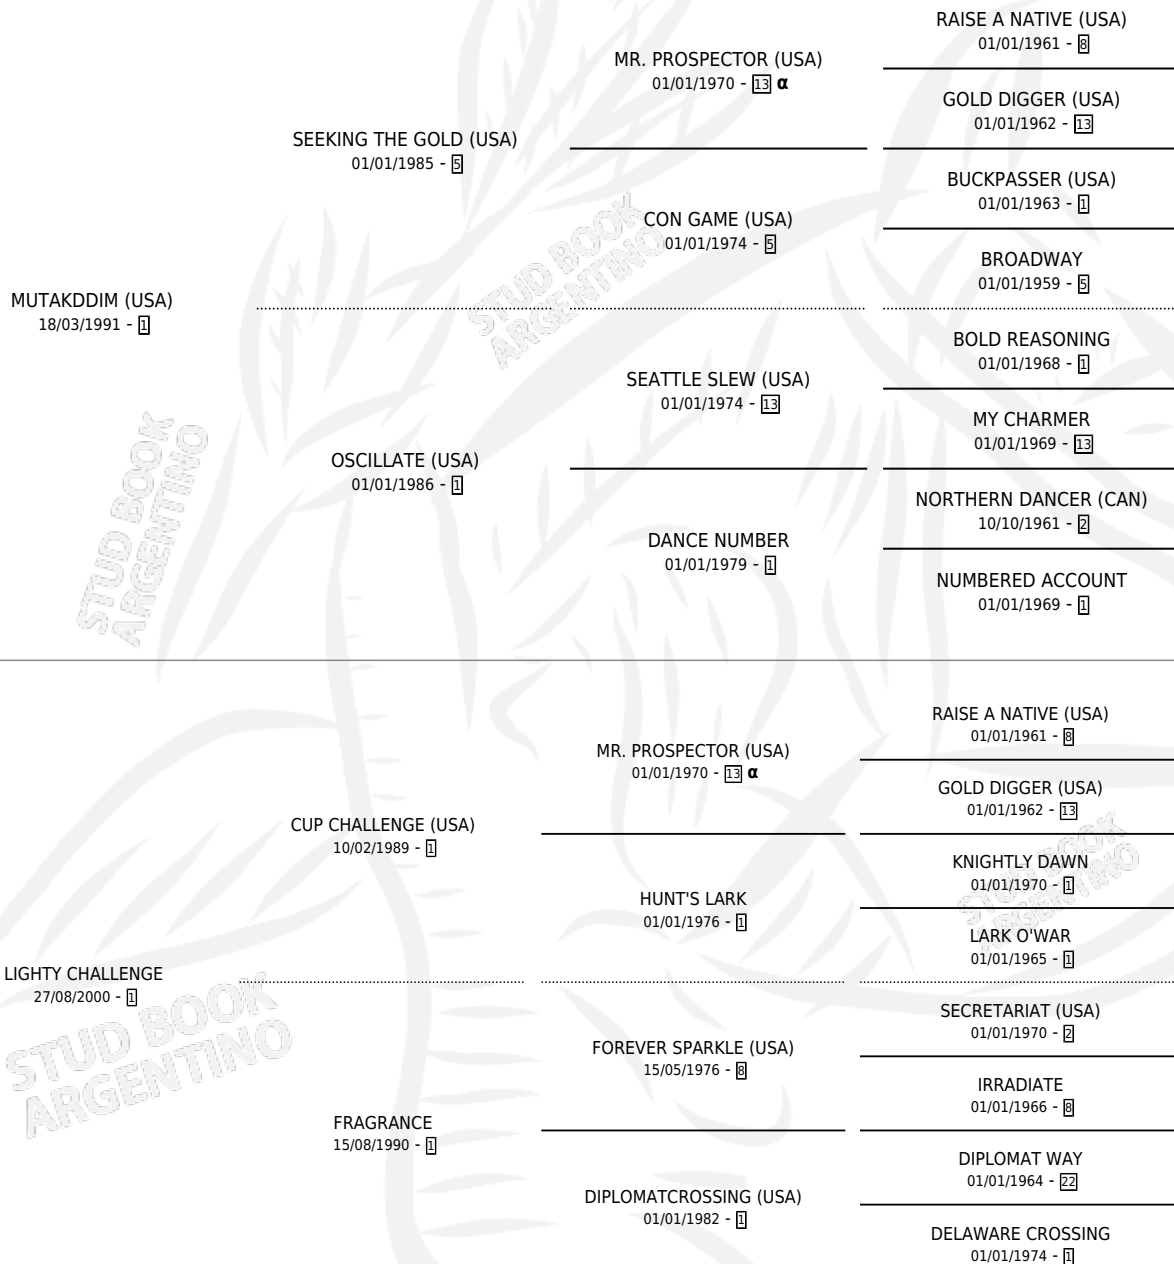 RAISE A NATIVE (USA)
01/01/1961 - 8
MR. PROSPECTOR (USA)
01/01/1970 - 13 α
GOLD DIGGER (USA)
01/01/1962 - 13
SEEKING THE GOLD (USA)
01/01/1985 - 5
BUCKPASSER (USA)
01/01/1963 - 1
CON GAME (USA)
01/01/1974 - 5
BROADWAY
01/01/1959 - 5
MUTAKDDIM (USA)
18/03/1991 - 1
BOLD REASONING
01/01/1968 - 1
SEATTLE SLEW (USA)
01/01/1974 - 13
MY CHARMER
01/01/1969 - 13
OSCILLATE (USA)
01/01/1986 - 1
NORTHERN DANCER (CAN)
10/10/1961 - 2
DANCE NUMBER
01/01/1979 - 1
NUMBERED ACCOUNT
01/01/1969 - 1
RAISE A NATIVE (USA)
01/01/1961 - 8
MR. PROSPECTOR (USA)
01/01/1970 - 13 α
GOLD DIGGER (USA)
01/01/1962 - 13
CUP CHALLENGE (USA)
10/02/1989 - 1
KNIGHTLY DAWN
01/01/1970 - 1
HUNT'S LARK
01/01/1976 - 1
LARK O'WAR
01/01/1965 - 1
LIGHTY CHALLENGE
27/08/2000 - 1
SECRETARIAT (USA)
01/01/1970 - 2
FOREVER SPARKLE (USA)
15/05/1976 - 8
IRRADIATE
01/01/1966 - 8
FRAGRANCE
15/08/1990 - 1
DIPLOMAT WAY
01/01/1964 - 22
DIPLOMATCROSSING (USA)
01/01/1982 - 1
DELAWARE CROSSING
01/01/1974 - 1
STUD BOOK
ARGENTINO
STUD BOOK
ARGENTINO
STUD BOOK
ARGENTINO
STUD BOOK
ARGENTINO